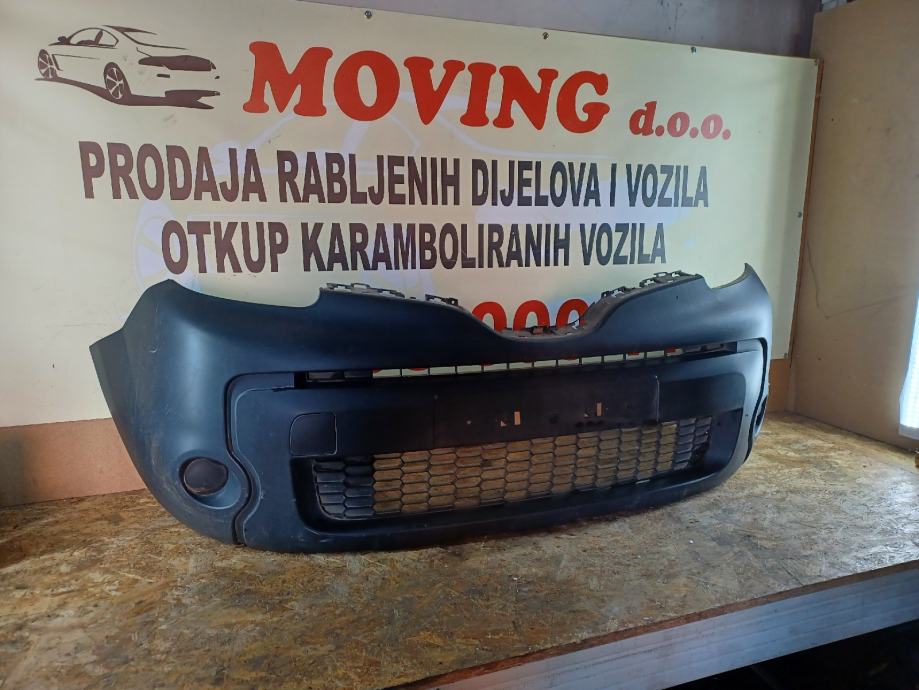 MOVING d.o.o.
PRODAJA RABLJENIH DIJELOVA I VOZILA
OTKUP KARAMBOLIRANIH VOZILA